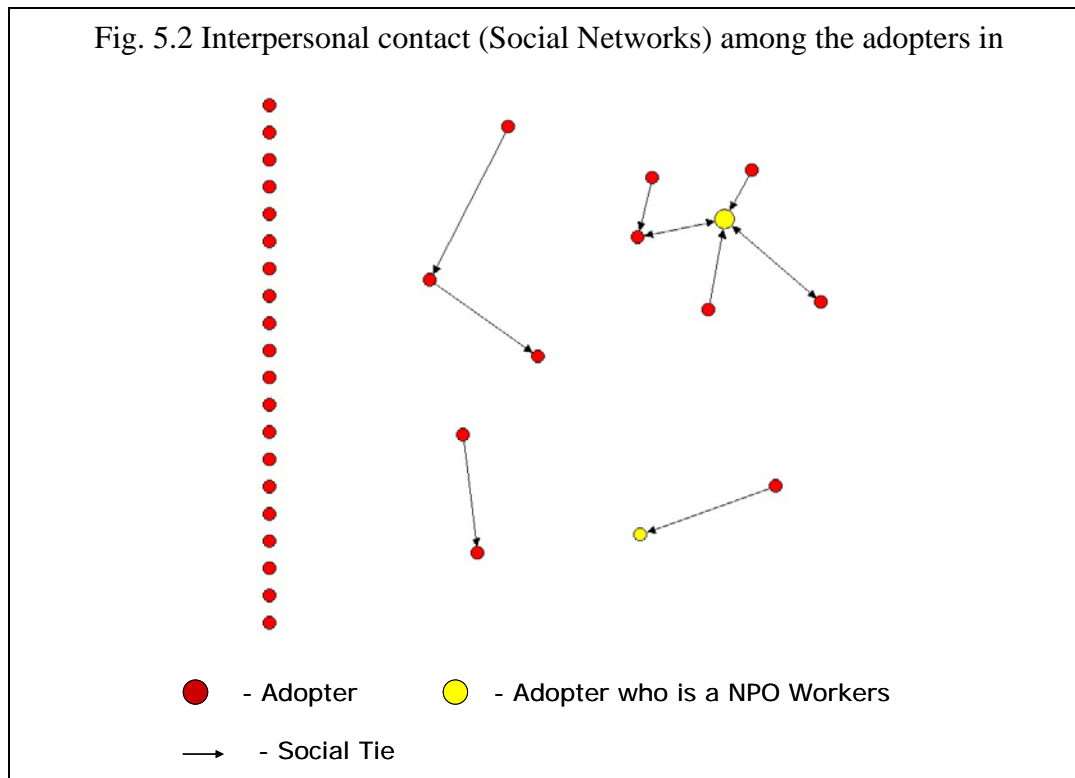 Fig. 5.2 Interpersonal contact (Social Networks) among the adopters in
- Adopter
- Adopter who is a NPO Workers
- Social Tie